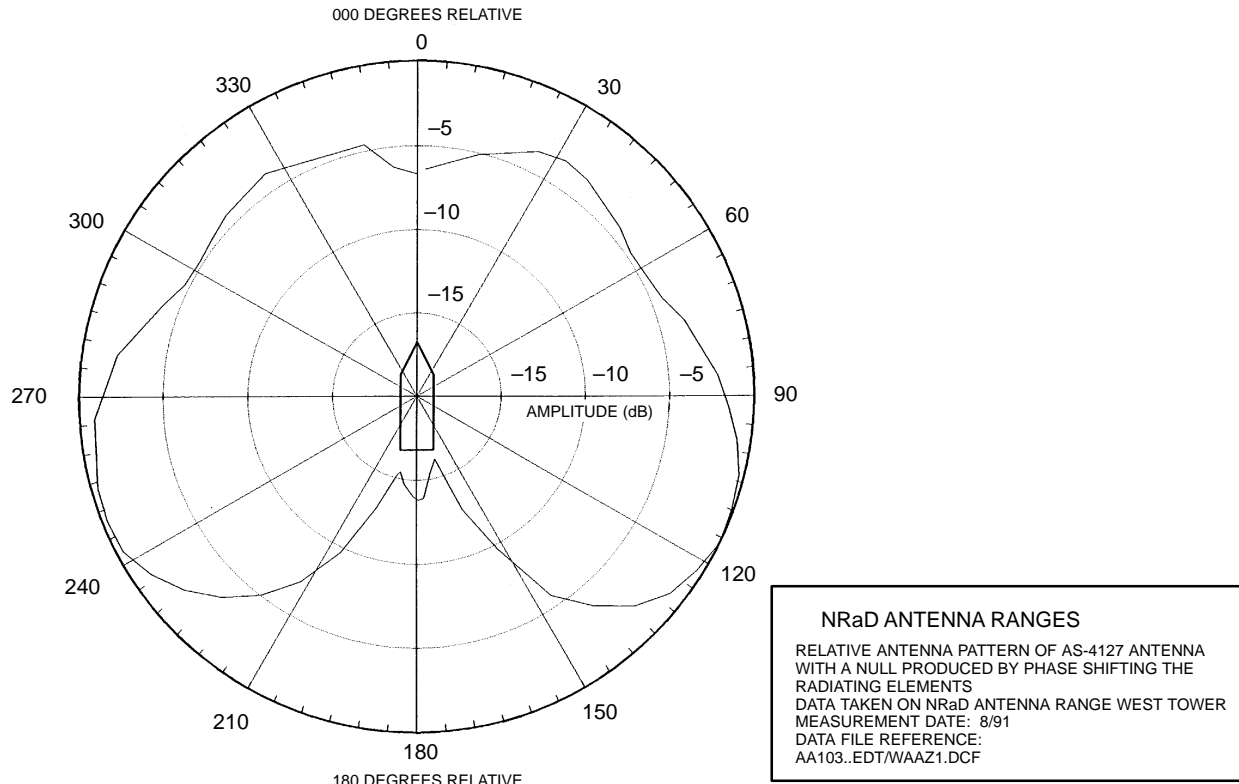 000 DEGREES RELATIVE
0
330
30
–5
300
60
–10
–15
270
–15
–10
–5
90
AMPLITUDE (dB)
240
120
210
150
180
180 DEGREES RELATIVE
NRaD ANTENNA RANGES
RELATIVE ANTENNA PATTERN OF AS-4127 ANTENNA
WITH A NULL PRODUCED BY PHASE SHIFTING THE
RADIATING ELEMENTS
DATA TAKEN ON NRaD ANTENNA RANGE WEST TOWER
MEASUREMENT DATE: 8/91
DATA FILE REFERENCE:
AA103..EDT/WAAZ1.DCF